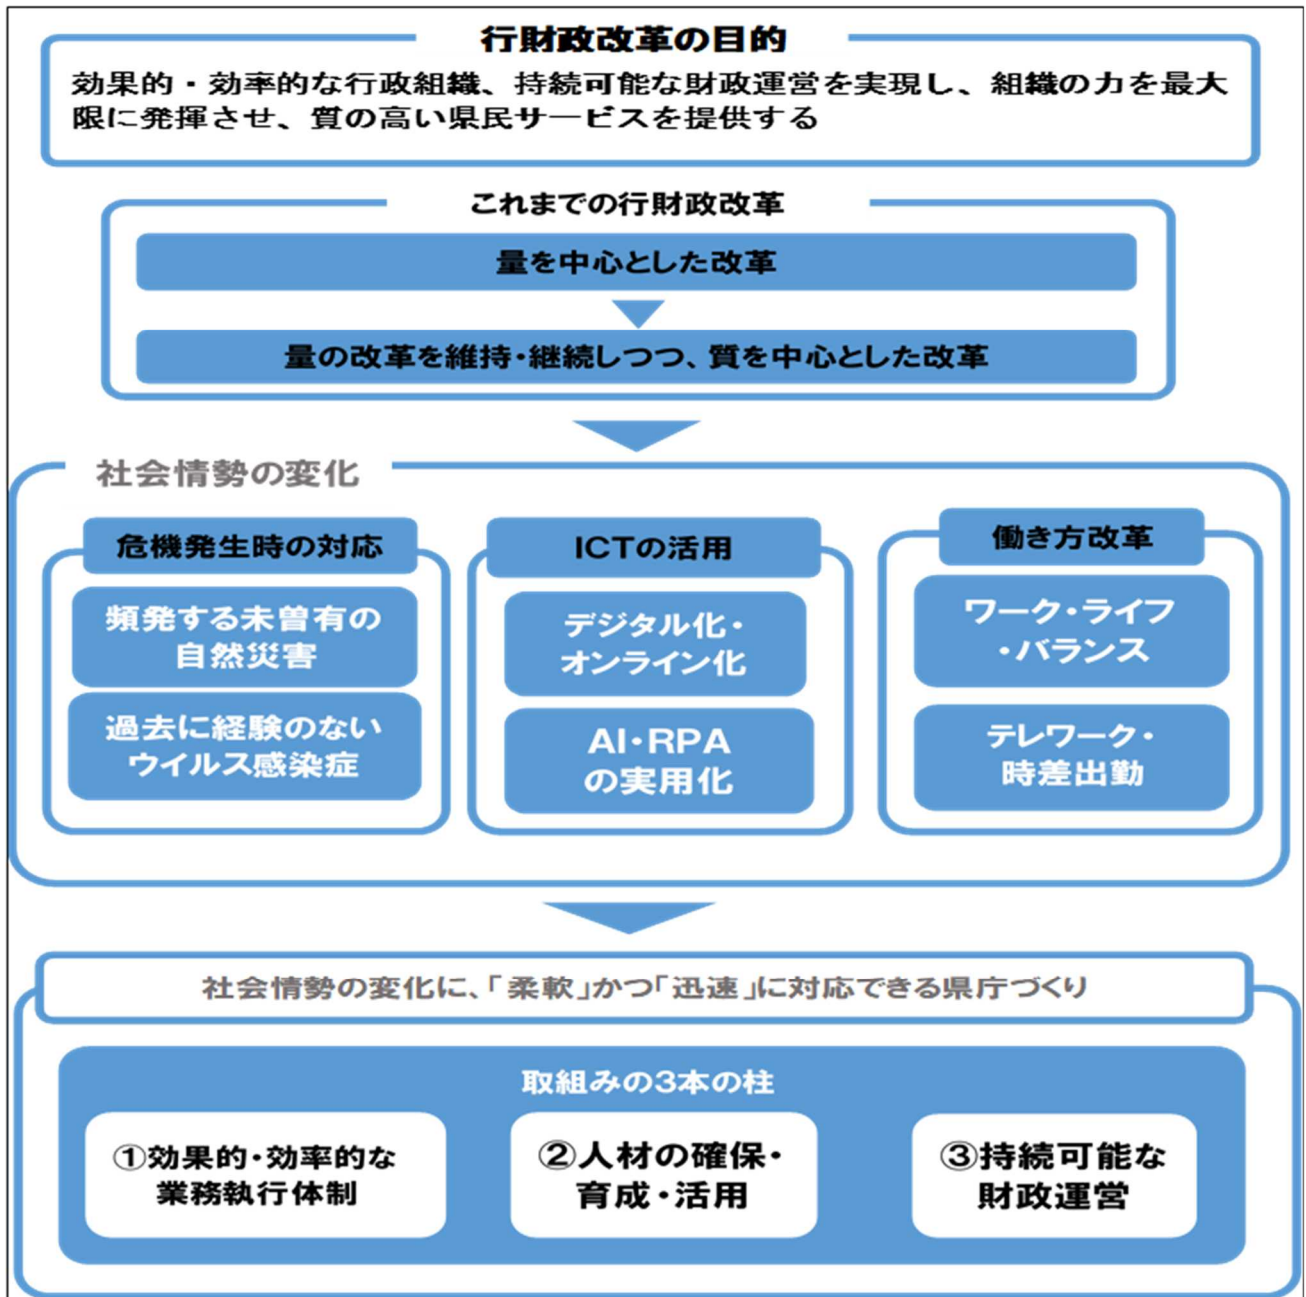 行財政改革の目的
効果的・効率的な行政組織、持続可能な財政運営を実現し、組織の力を最大
限に発揮させ、質の高い県民サービスを提供する
これまでの行財政改革
量を中心とした改革
量の改革を維持・継続しつつ、質を中心とした改革
社会情勢の変化
危機発生時の対応
頻発する未曽有の
自然災害
過去に経験のない
ウイルス感染症
ICTの活用
デジタル化・
オンライン化
AI・RPA
の実用化
働き方改革
ワーク・ライフ
・バランス
テレワーク・
時差出勤
社会情勢の変化に、「柔軟」かつ「迅速」に対応できる県庁づくり
取組みの3本の柱
①効果的・効率的な
業務執行体制
②人材の確保・
育成・活用
③持続可能な
財政運営